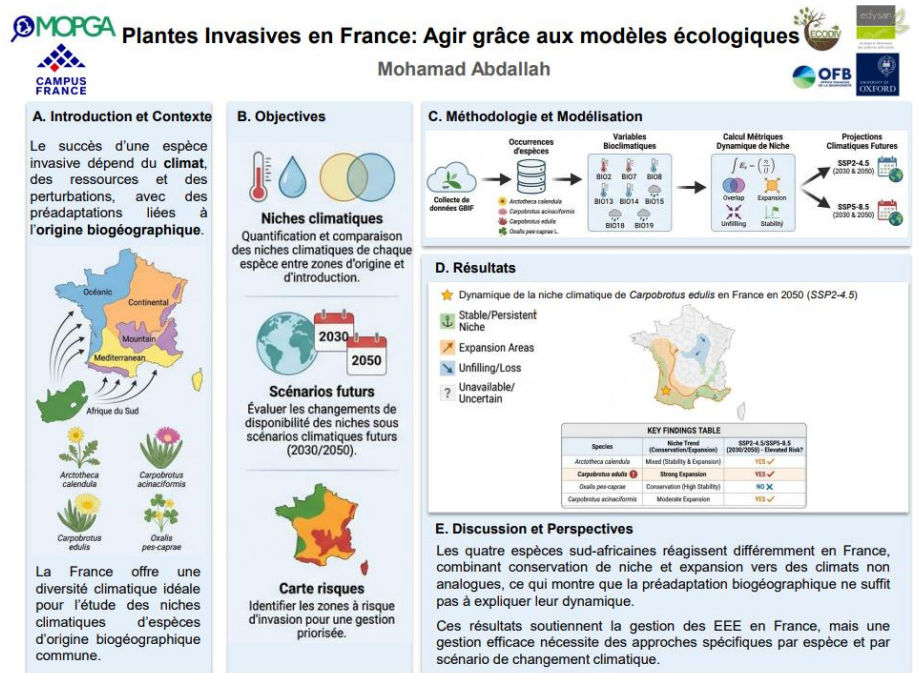 MOPGA
CAMPUS
FRANCE
Plantes Invasives en France: Agir grâce aux modèles écologiques
Mohamad Abdallah
ECODIV
edysan
OFB
OFFICE FRANÇAIS
DE LA BIODIVERSITÉ
UNIVERSITY OF
OXFORD
A. Introduction et Contexte
Le succès d'une espèce
invasive dépend du climat,
des ressources et des
perturbations, avec des
préadaptations liées à
l'origine biogéographique.
Océanic
Continental
Mountain
Mediterranean
Afrique du Sud
Arctotheca
calendula
Carpobrotus
acinaciformis
Carpobrotus
edulis
Oxalis
pes-caprae
La France offre une
diversité climatique idéale
pour l'étude des niches
climatiques d'espèces
d'origine biogéographique
commune.
B. Objectives
Niches climatiques
Quantification et comparaison
des niches climatiques de chaque
espèce entre zones d'origine et
d'introduction.
2030
2050
Scénarios futurs
Évaluer les changements de
disponibilité des niches sous
scénarios climatiques futurs
(2030/2050).
Carte risques
Identifier les zones à risque
d'invasion pour une gestion
priorisée.
C. Méthodologie et Modélisation
Collecte de
données GBIF
Occurrences
d'espèces
Arctotheca calendula
Carpobrotus acinaciformis
Carpobrotus edulis
Oxalis pes-caprae L.
Variables
Bioclimatiques
BIO2 BIO7 BIO8
BIO13 BIO14 BIO15
BIO18 BIO19
Calcul Métriques
Dynamique de Niche
Overlap Expansion
Unfilling Stability
Projections
Climatiques Futures
SSP2-4.5
(2030 & 2050)
SSP5-8.5
(2030 & 2050)
D. Résultats
Dynamique de la niche climatique de Carpobrotus edulis en France en 2050 (SSP2-4.5)
Stable/Persistent
Niche
Expansion Areas
Unfilling/Loss
? Unavailable/
Uncertain
KEY FINDINGS TABLE
Species Niche Trend (Conservation/Expansion) SSP2-4.5/SSP5-8.5 (2030/2050) - Elevated Risk?
Arctotheca calendula Mixed (Stability & Expansion) YES ✓
Carpobrotus edulis Strong Expansion YES ✓
Oxalis pes-caprae Conservation (High Stability) NO X
Carpobrotus acinaciformis Moderate Expansion YES ✓
E. Discussion et Perspectives
Les quatre espèces sud-africaines réagissent différemment en France,
combinant conservation de niche et expansion vers des climats non
analogues, ce qui montre que la préadaptation biogéographique ne suffit
pas à expliquer leur dynamique.
Ces résultats soutiennent la gestion des EEE en France, mais une
gestion efficace nécessite des approches spécifiques par espèce et par
scénario de changement climatique.